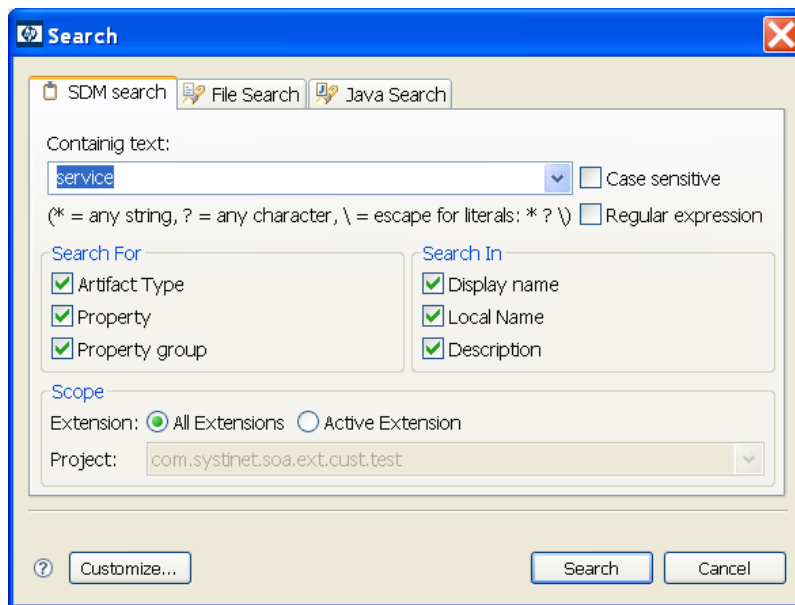 Search
SDM search File Search Java Search
Containig text:
service Case sensitive
(* = any string, ? = any character, \ = escape for literals: * ? \) Regular expression
Search For Search In
Artifact Type Display name
Property Local Name
Property group Description
Scope
Extension: All Extensions Active Extension
Project: com.systinet.soa.ext.cust.test
Customize... Search Cancel